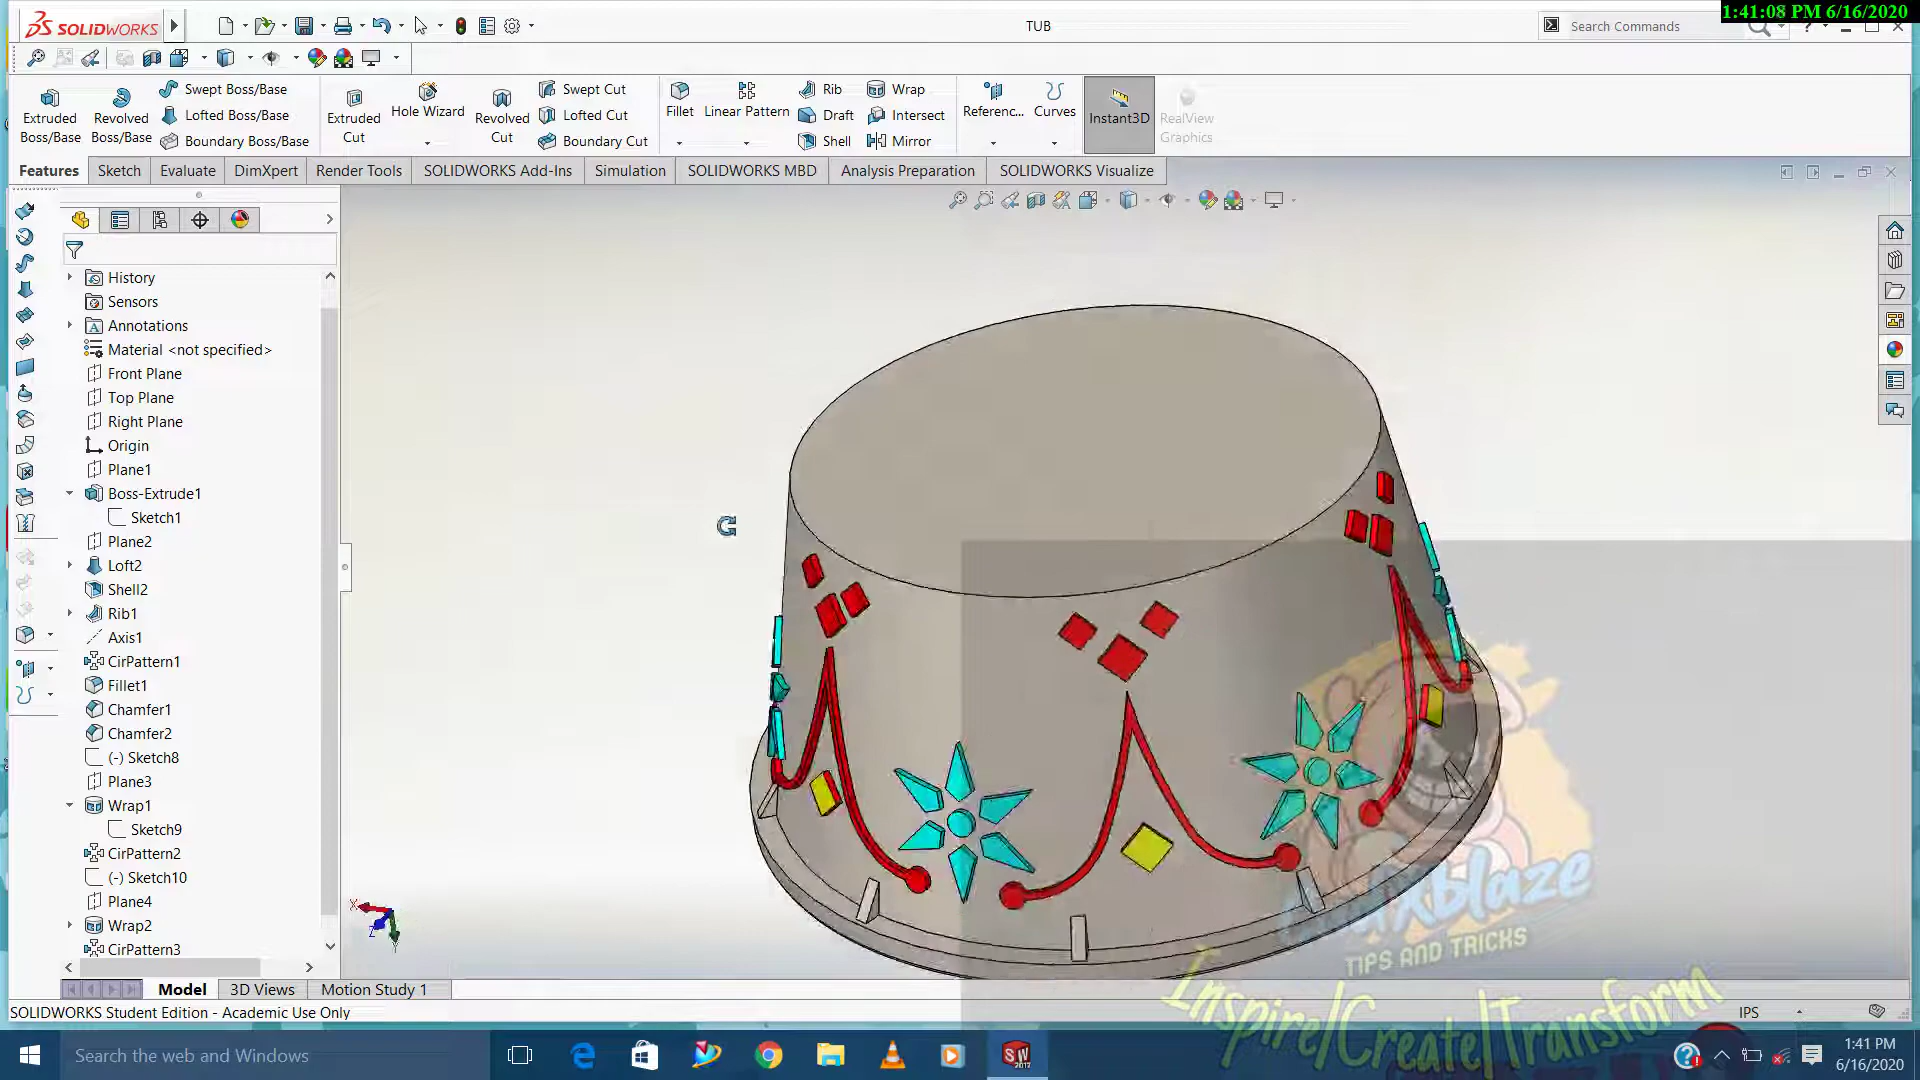 1:41:08 PM 6/16/2020
SOLIDWORKS
TUB
Search Commands
Extruded Boss/Base
Revolved Boss/Base
Swept Boss/Base
Lofted Boss/Base
Boundary Boss/Base
Extruded Cut
Hole Wizard
Revolved Cut
Swept Cut
Lofted Cut
Boundary Cut
Fillet
Linear Pattern
Rib
Draft
Shell
Wrap
Intersect
Mirror
Referenc...
Curves
Instant3D
RealView Graphics
Features
Sketch
Evaluate
DimXpert
Render Tools
SOLIDWORKS Add-Ins
Simulation
SOLIDWORKS MBD
Analysis Preparation
SOLIDWORKS Visualize
History
Sensors
Annotations
Material <not specified>
Front Plane
Top Plane
Right Plane
Origin
Plane1
Boss-Extrude1
Sketch1
Plane2
Loft2
Shell2
Rib1
Axis1
CirPattern1
Fillet1
Chamfer1
Chamfer2
(-) Sketch8
Plane3
Wrap1
Sketch9
CirPattern2
(-) Sketch10
Plane4
Wrap2
CirPattern3
TIPS AND TRICKS
Inspire/Create/Transform
Model
3D Views
Motion Study 1
SOLIDWORKS Student Edition - Academic Use Only
IPS
Search the web and Windows
1:41 PM
6/16/2020